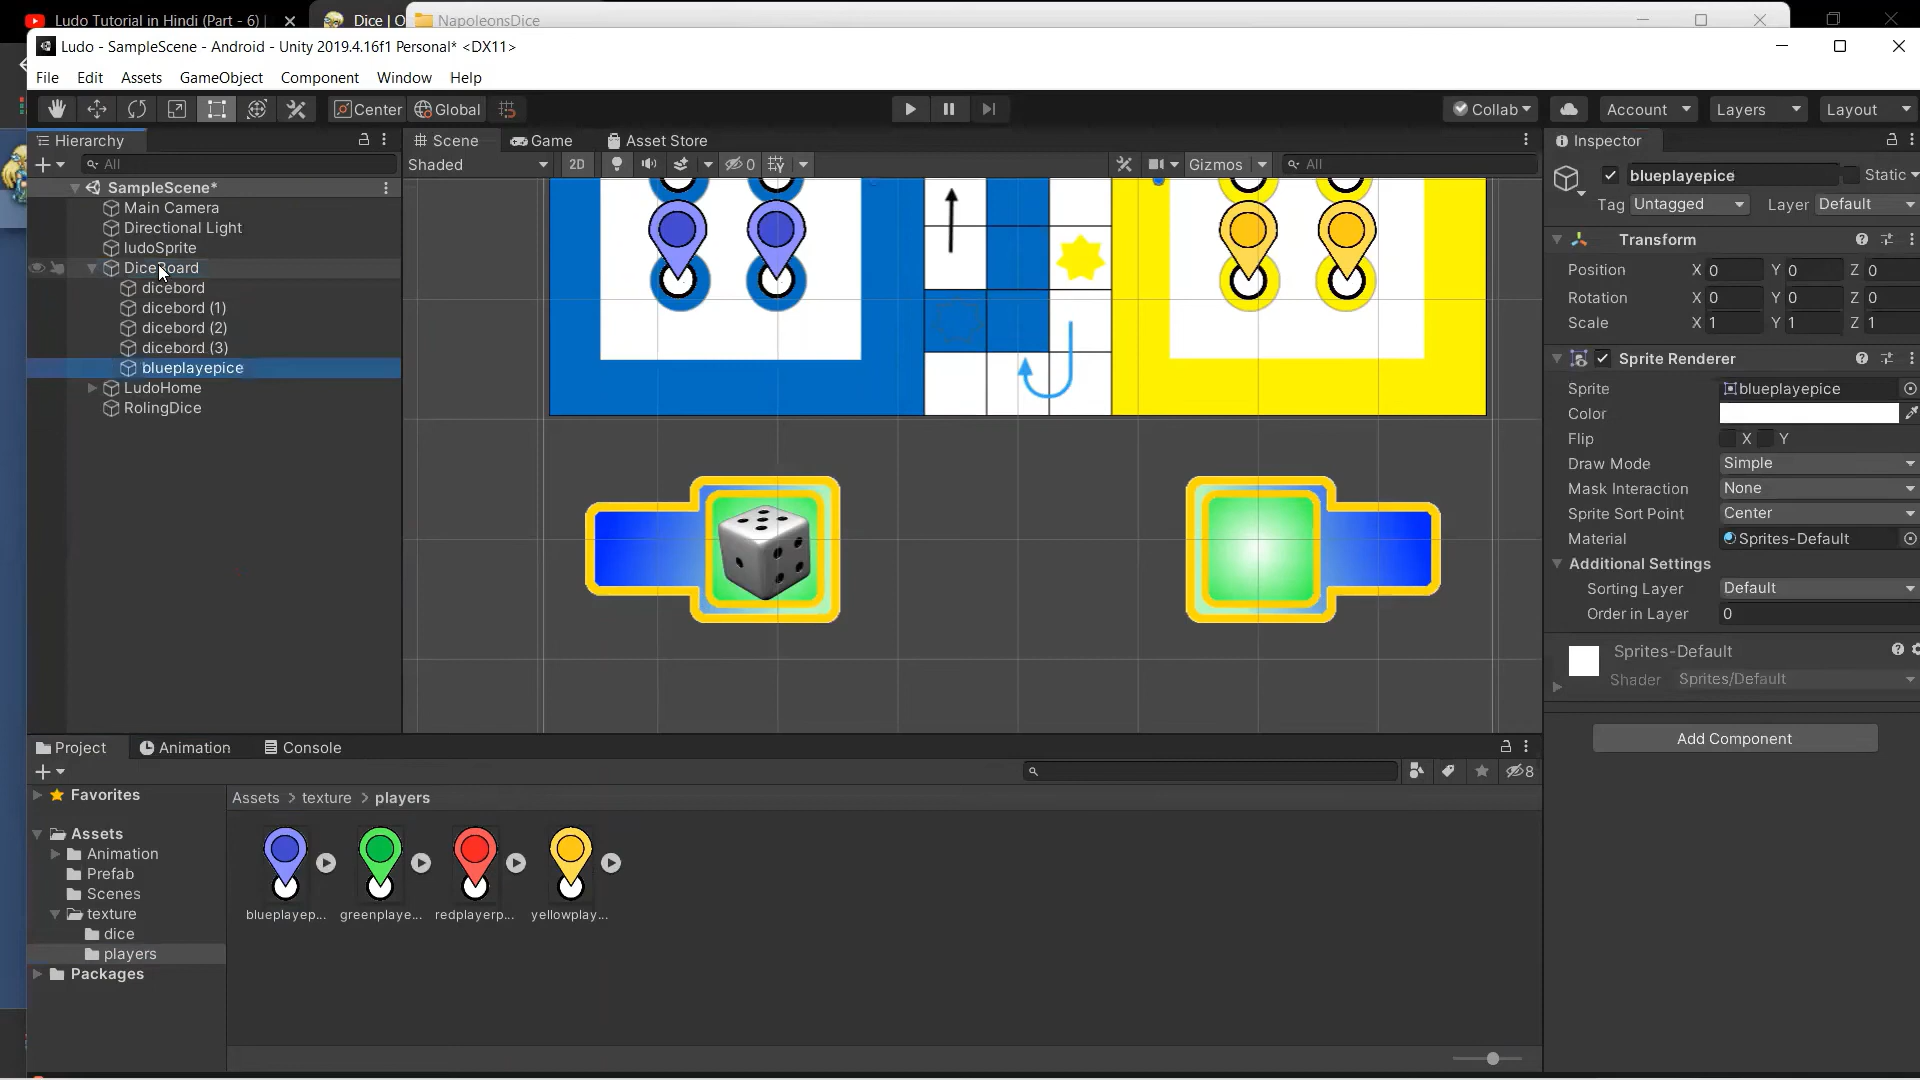 Ludo Tutorial in Hindi (Part - 6) |
Dice | O
NapoleonsDice
Ludo - SampleScene - Android - Unity 2019.4.16f1 Personal* <DX11>
File Edit Assets GameObject Component Window Help
Center Global Collab Account Layers Layout
Hierarchy
All
SampleScene*
Main Camera
Directional Light
ludoSprite
DiceBoard
dicebord
dicebord (1)
dicebord (2)
dicebord (3)
blueplayepice
LudoHome
RolingDice
Scene Game Asset Store
Shaded 2D 0 Gizmos All
Inspector
blueplayepice Static
Tag Untagged Layer Default
Transform
Position X 0 Y 0 Z 0
Rotation X 0 Y 0 Z 0
Scale X 1 Y 1 Z 1
Sprite Renderer
Sprite blueplayepice
Color
Flip X Y
Draw Mode Simple
Mask Interaction None
Sprite Sort Point Center
Material Sprites-Default
Additional Settings
Sorting Layer Default
Order in Layer 0
Sprites-Default
Shader Sprites/Default
Add Component
Project Animation Console
8
Favorites
Assets
Animation
Prefab
Scenes
texture
dice
players
Packages
Assets > texture > players
blueplayep... greenplaye... redplayerp... yellowplay...